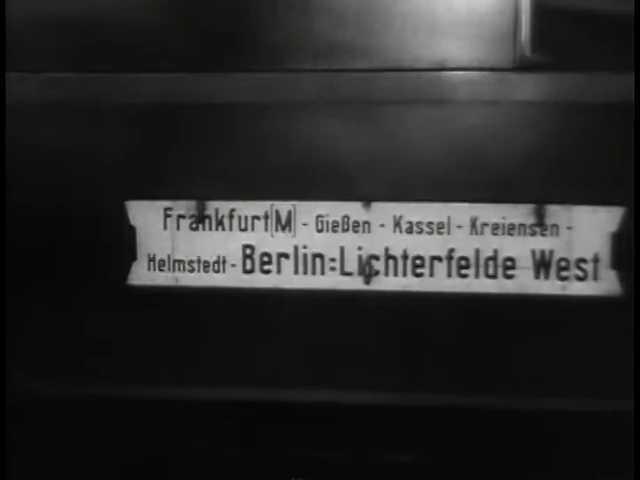 Frankfurt(M) - Gießen - Kassel - Kreiensen -
Helmstedt - Berlin=Lichterfelde West